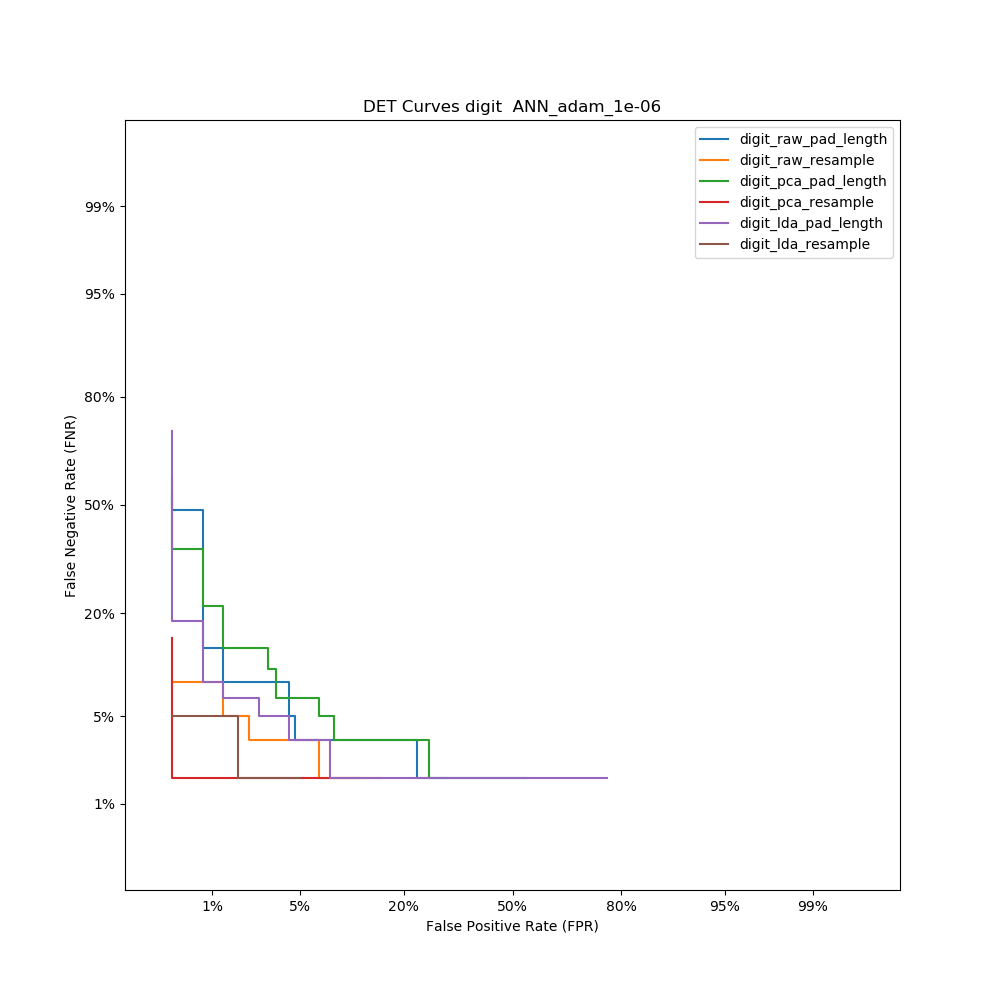 DET Curves digit  ANN_adam_1e-06
digit_raw_pad_length
digit_raw_resample
digit_pca_pad_length
digit_pca_resample
digit_lda_pad_length
digit_lda_resample
99%
95%
80%
50%
20%
5%
1%
False Negative Rate (FNR)
1%
5%
20%
50%
80%
95%
99%
False Positive Rate (FPR)